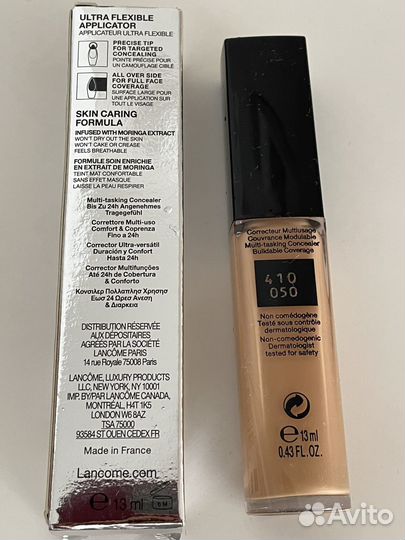 ULTRA FLEXIBLE
APPLICATOR
APPLICATEUR ULTRA FLEXIBLE
PRECISE TIP
FOR TARGETED
CONCEALING
POINTE PRÉCISE POUR
UN CAMOUFLAGE CIBLÉ
ALL OVER SIDE
FOR FULL FACE
COVERAGE
SURFACE LARGE POUR
UNE APPLICATION SUR
TOUT LE VISAGE
SKIN CARING
FORMULA
INFUSED WITH MORINGA EXTRACT
WON'T DRY OUT THE SKIN
WON'T CAKE OR CREASE
FEELS BREATHABLE
FORMULE SOIN ENRICHIE
EN EXTRAIT DE MORINGA
TEINT MAT CONFORTABLE
SANS EFFET MASQUE
LAISSE LA PEAU RESPIRER
Multi-tasking Concealer
Bis Zu 24h Angenehmes
Tragegefühl
Correttore Multi-uso
Comfort & Coprenza
Fino a 24h
Corrector Ultra-versátil
Duración y Confort
Hasta 24h
Corrector Multifunções
Até 24h de Cobertura
& Conforto
Κονσιλερ Πολλαπλης Χρησης
Εως 24 Ωρες Ανεση
& Διαρκεια
DISTRIBUTION RÉSERVÉE
AUX DÉPOSITAIRES
AGRÉÉS PAR LA SOCIÉTÉ
LANCÔME PARIS
14 rue Royale 75008 Paris
LANCÔME, LUXURY PRODUCTS
LLC, NEW YORK, NY 10001
IMP. BY/PAR LANCÔME CANADA,
MONTRÉAL, H4T 1K5
LONDON W6 8AZ
TSA 75000
93584 ST OUEN CEDEX FR
Made in France
Lancome.com
e 13 ml 6M
Correcteur Multiusage
Couvrance Modulable
Multi-tasking Concealer
Buildable Coverage
410
050
Non comédogène
Testé sous contrôle
dermatologique
Non-comedogenic
Dermatologist
tested for safety
e 13 ml
0.43 FL.OZ.
Avito